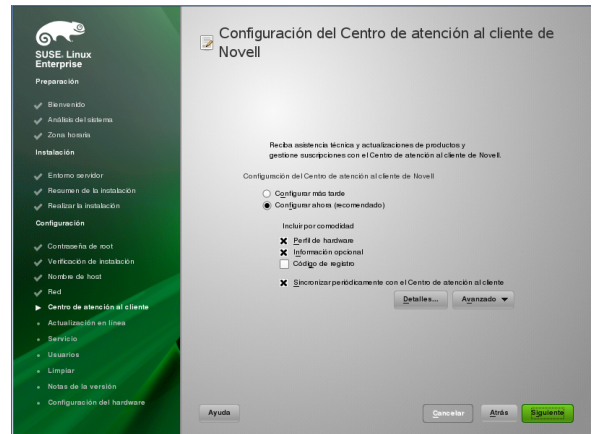 SUSE. Linux
Enterprise
Preparación
Bienvenido
Análisis del sistema
Zona horaria
Instalación
Entorno servidor
Resumen de la instalación
Realizar la instalación
Configuración
Contraseña de root
Verificación de instalación
Nombre de host
Red
Centro de atención al cliente
Actualización en línea
Servicio
Usuarios
Limpiar
Notas de la versión
Configuración del hardware
Configuración del Centro de atención al cliente de
Novell
Reciba asistencia técnica y actualizaciones de productos y
gestione suscripciones con el Centro de atención al cliente de Novell.
Configuración del Centro de atención al cliente de Novell
Configurar más tarde
Configurar ahora (recomendado)
Incluir por comodidad
Perfil de hardware
Información opcional
Código de registro
Sincronizar periódicamente con el Centro de atención al cliente
Detalles... Avanzado
Ayuda Cancelar Atrás Siguiente